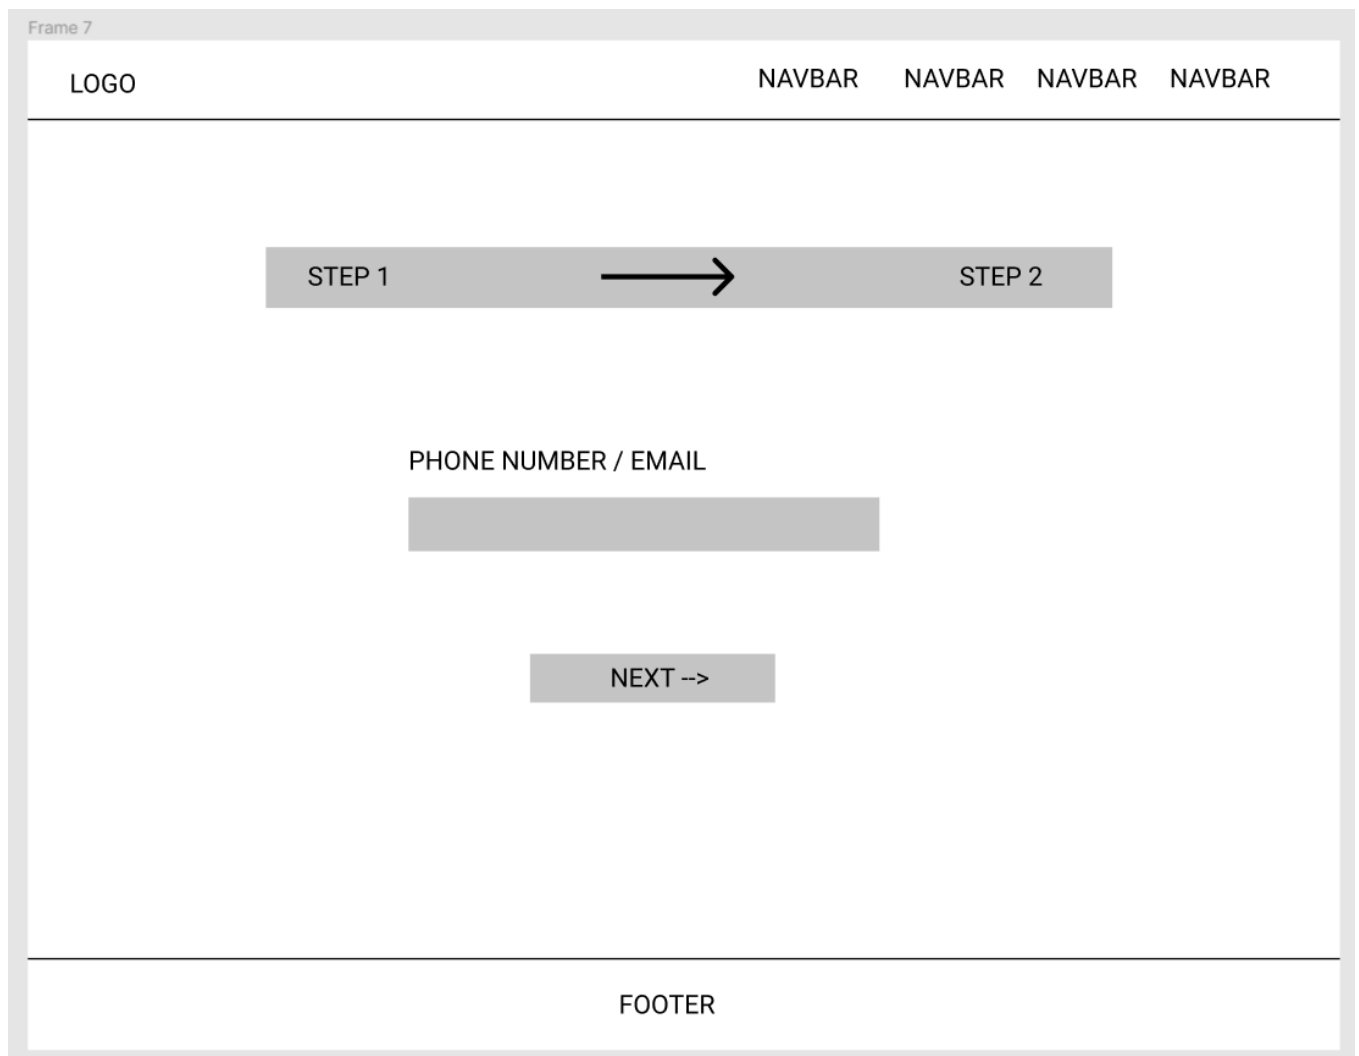 Frame 7
LOGO NAVBAR NAVBAR NAVBAR NAVBAR
STEP 1 STEP 2
PHONE NUMBER / EMAIL
NEXT -->
FOOTER